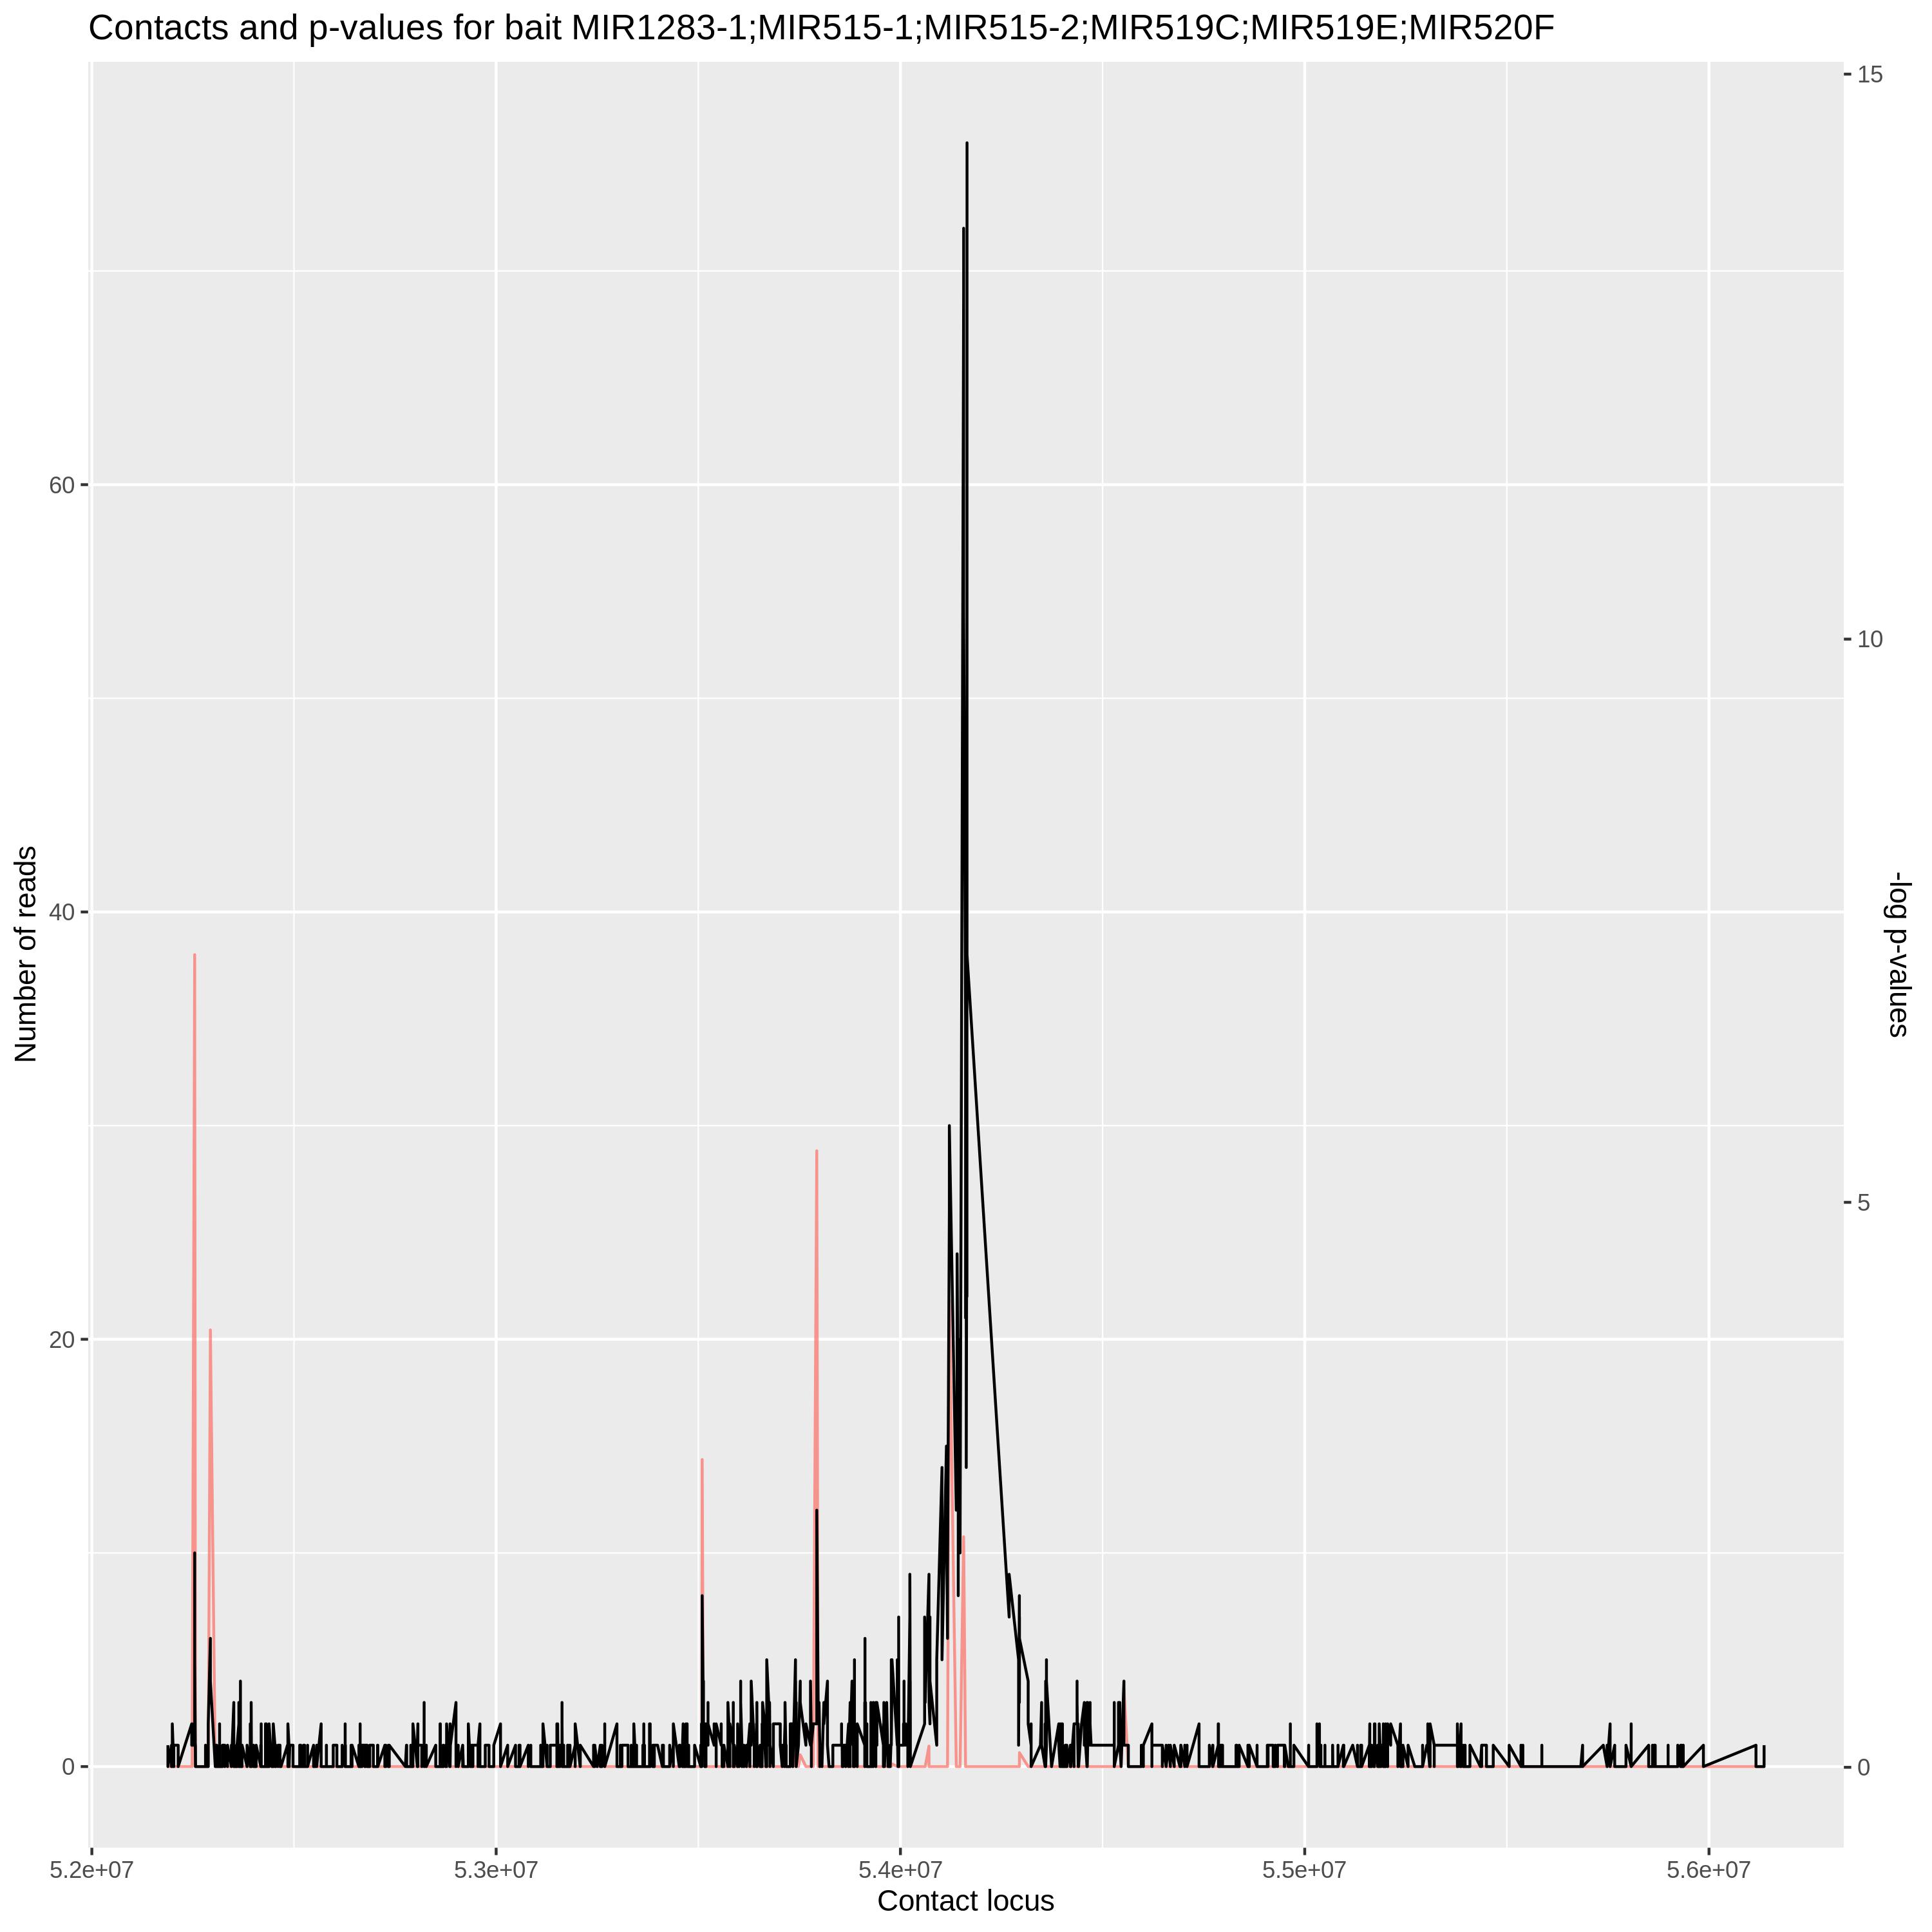 Contacts and p-values for bait MIR1283-1;MIR515-1;MIR515-2;MIR519C;MIR519E;MIR520F
15
60
10
40
Number of reads
-log p-values
5
20
0
0
5.2e+07
5.3e+07
5.4e+07
5.5e+07
5.6e+07
Contact locus